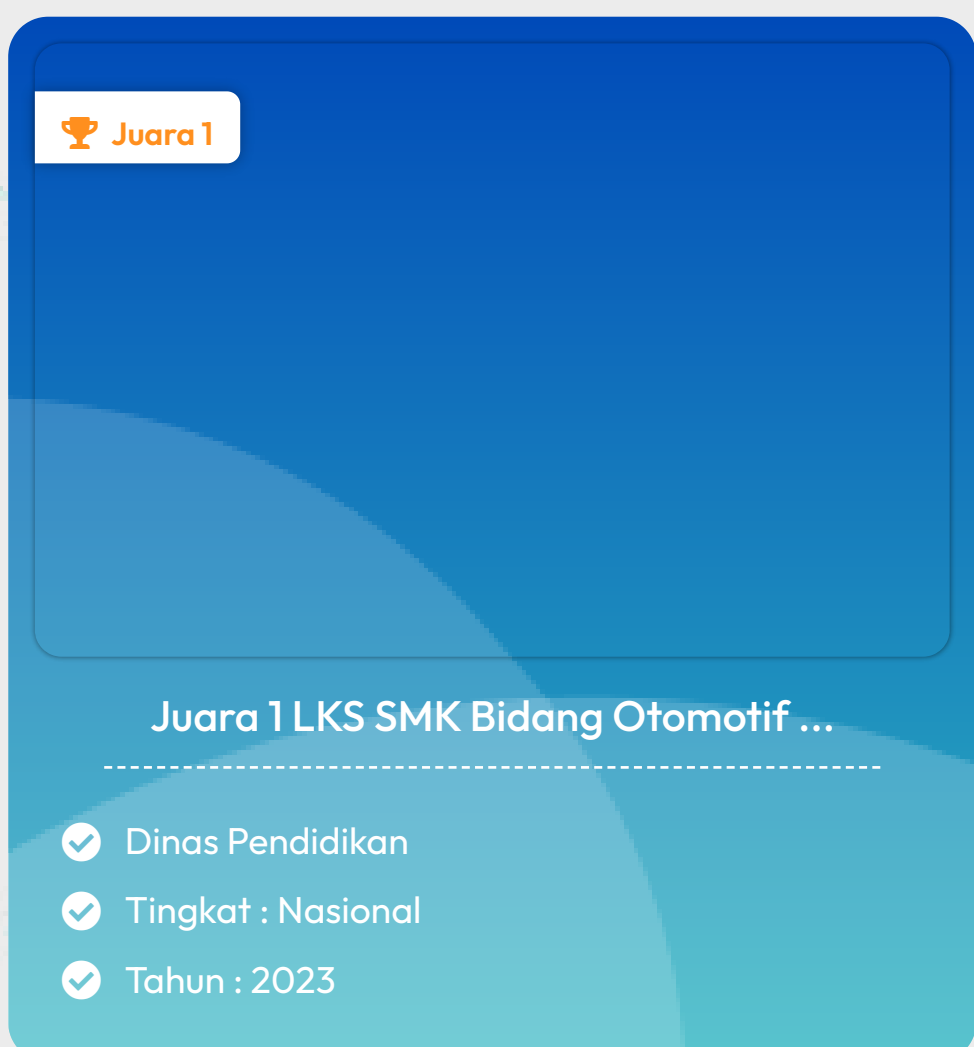 Juara 1
Juara 1 LKS SMK Bidang Otomotif ...
Dinas Pendidikan
Tingkat : Nasional
Tahun : 2023